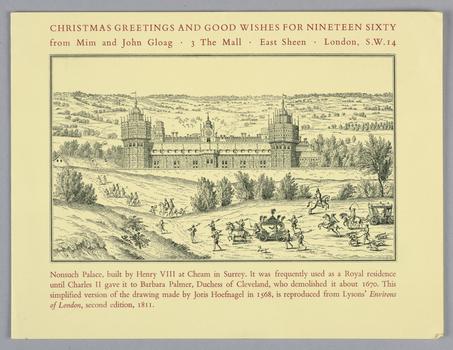 CHRISTMAS GREETINGS AND GOOD WISHES FOR NINETEEN SIXTY
from Mim and John Gloag · 3 The Mall · East Sheen · London, S.W.14
Nonsuch Palace, built by Henry VIII at Cheam in Surrey. It was frequently used as a Royal residence
until Charles II gave it to Barbara Palmer, Duchess of Cleveland, who demolished it about 1670. This
simplified version of the drawing made by Joris Hoefnagel in 1568, is reproduced from Lysons' Environs
of London, second edition, 1811.